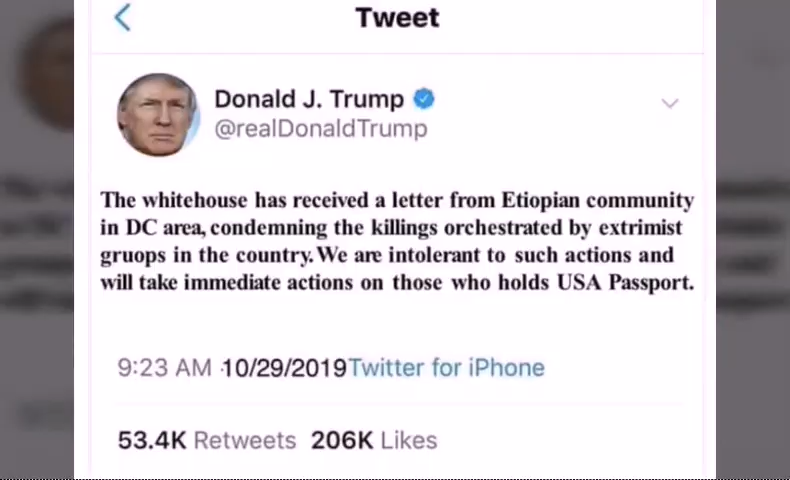 Tweet
Donald J. Trump
@realDonaldTrump
The whitehouse has received a letter from Etiopian community
in DC area, condemning the killings orchestrated by extrimist
gruops in the country. We are intolerant to such actions and
will take immediate actions on those who holds USA Passport.
9:23 AM · 10/29/2019 Twitter for iPhone
53.4K Retweets 206K Likes